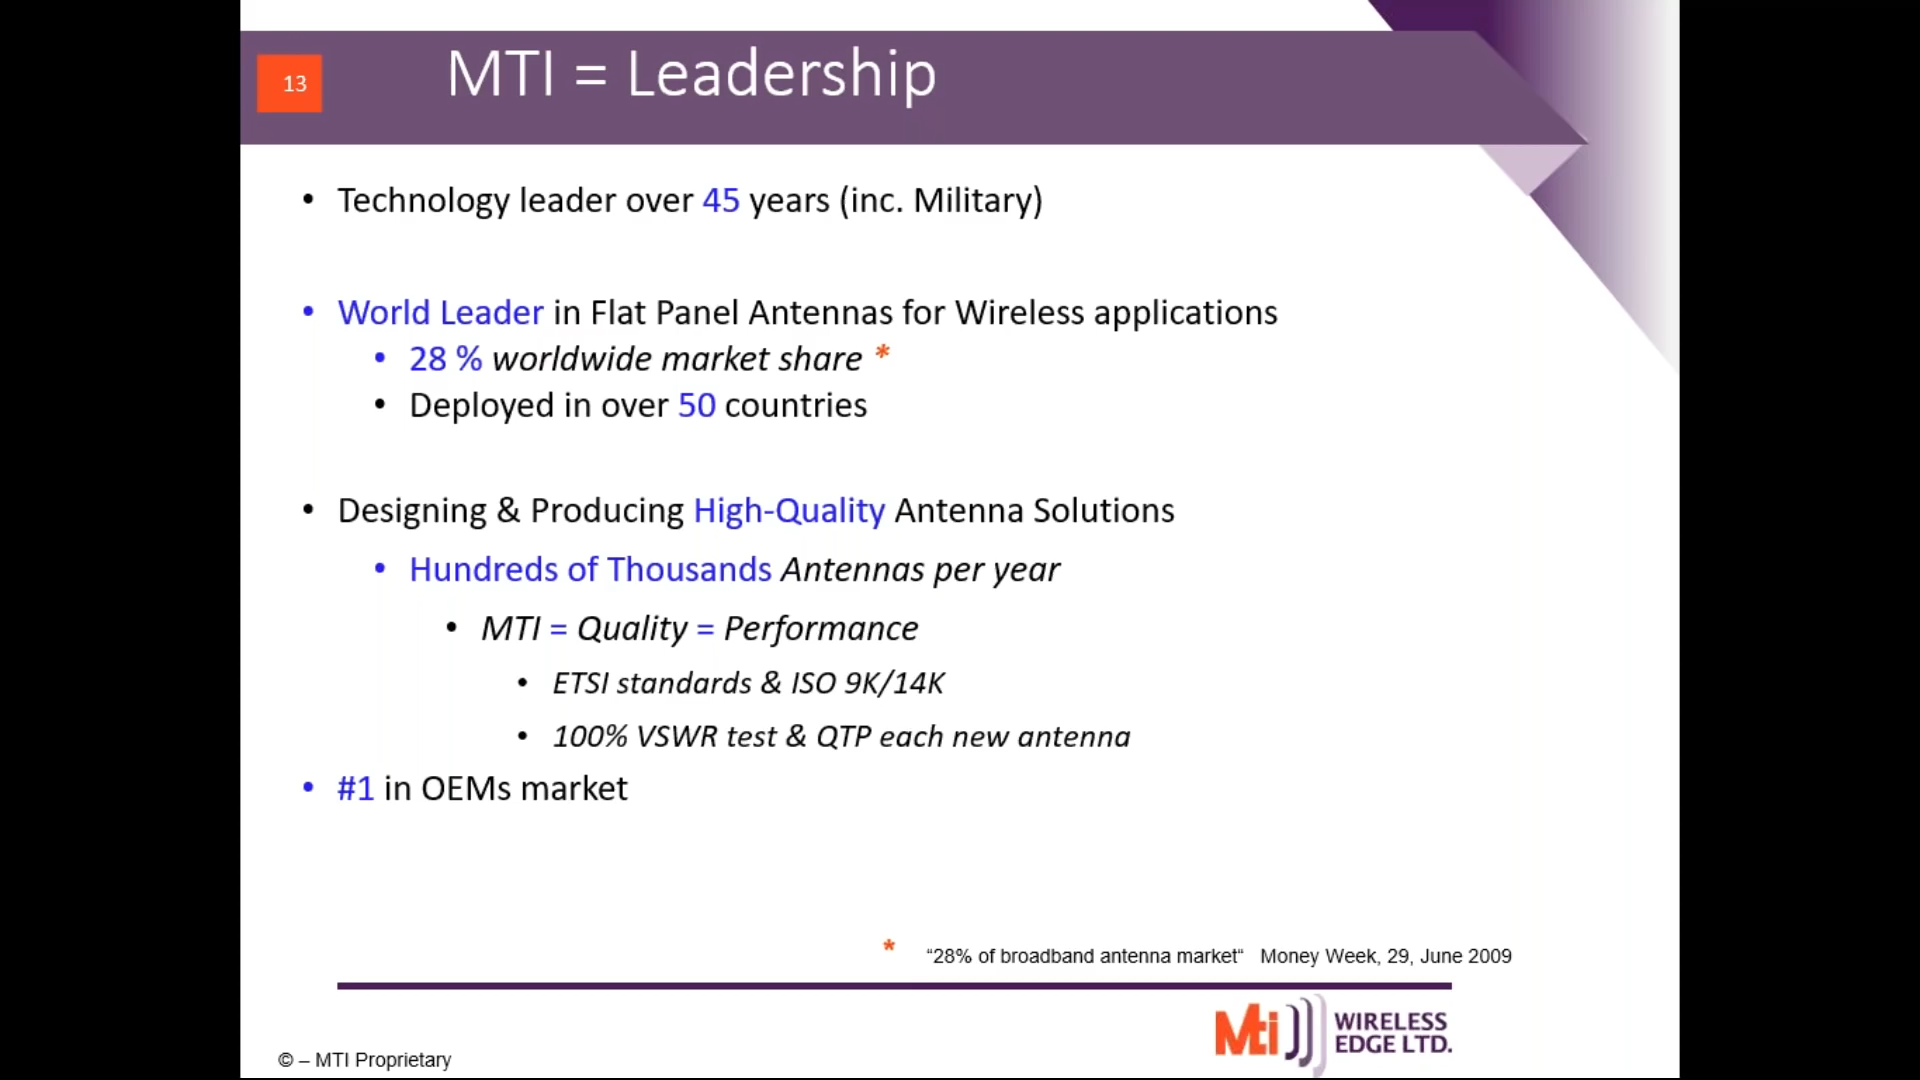 13
MTI = Leadership
• Technology leader over 45 years (inc. Military)
• World Leader in Flat Panel Antennas for Wireless applications
• 28 % worldwide market share *
• Deployed in over 50 countries
• Designing & Producing High-Quality Antenna Solutions
• Hundreds of Thousands Antennas per year
• MTI = Quality = Performance
• ETSI standards & ISO 9K/14K
• 100% VSWR test & QTP each new antenna
• #1 in OEMs market
* “28% of broadband antenna market“ Money Week, 29, June 2009
Mti WIRELESS
EDGE LTD.
© – MTI Proprietary